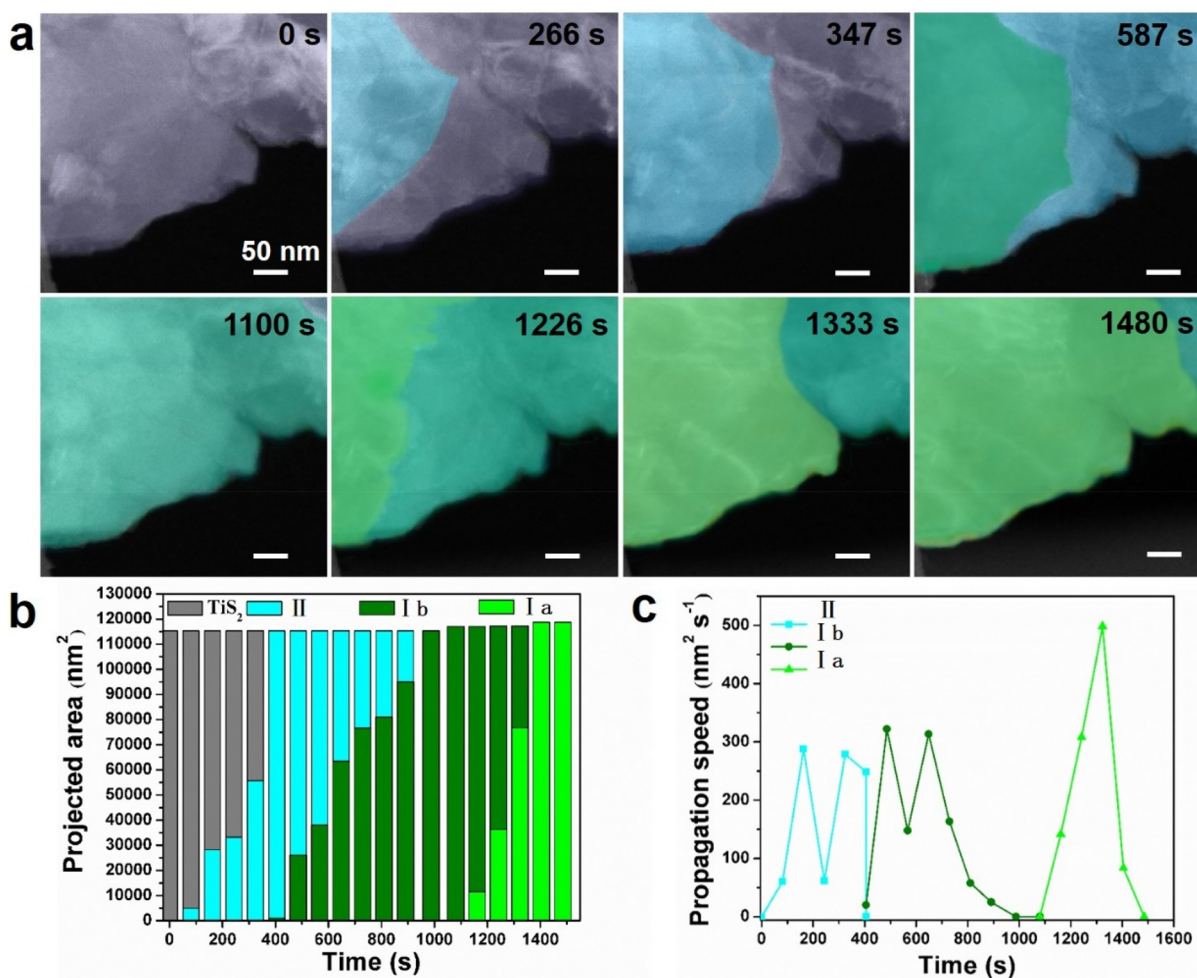 a
0 s
266 s
347 s
587 s
50 nm
1100 s
1226 s
1333 s
1480 s
b
TiS₂ II I b I a
130000
120000
110000
100000
90000
80000
70000
60000
50000
40000
30000
20000
10000
0
Projected area (nm²)
0 200 400 600 800 1000 1200 1400
Time (s)
c
II
I b
I a
500
400
300
200
100
0
Propagation speed (nm² s⁻¹)
0 200 400 600 800 1000 1200 1400 1600
Time (s)